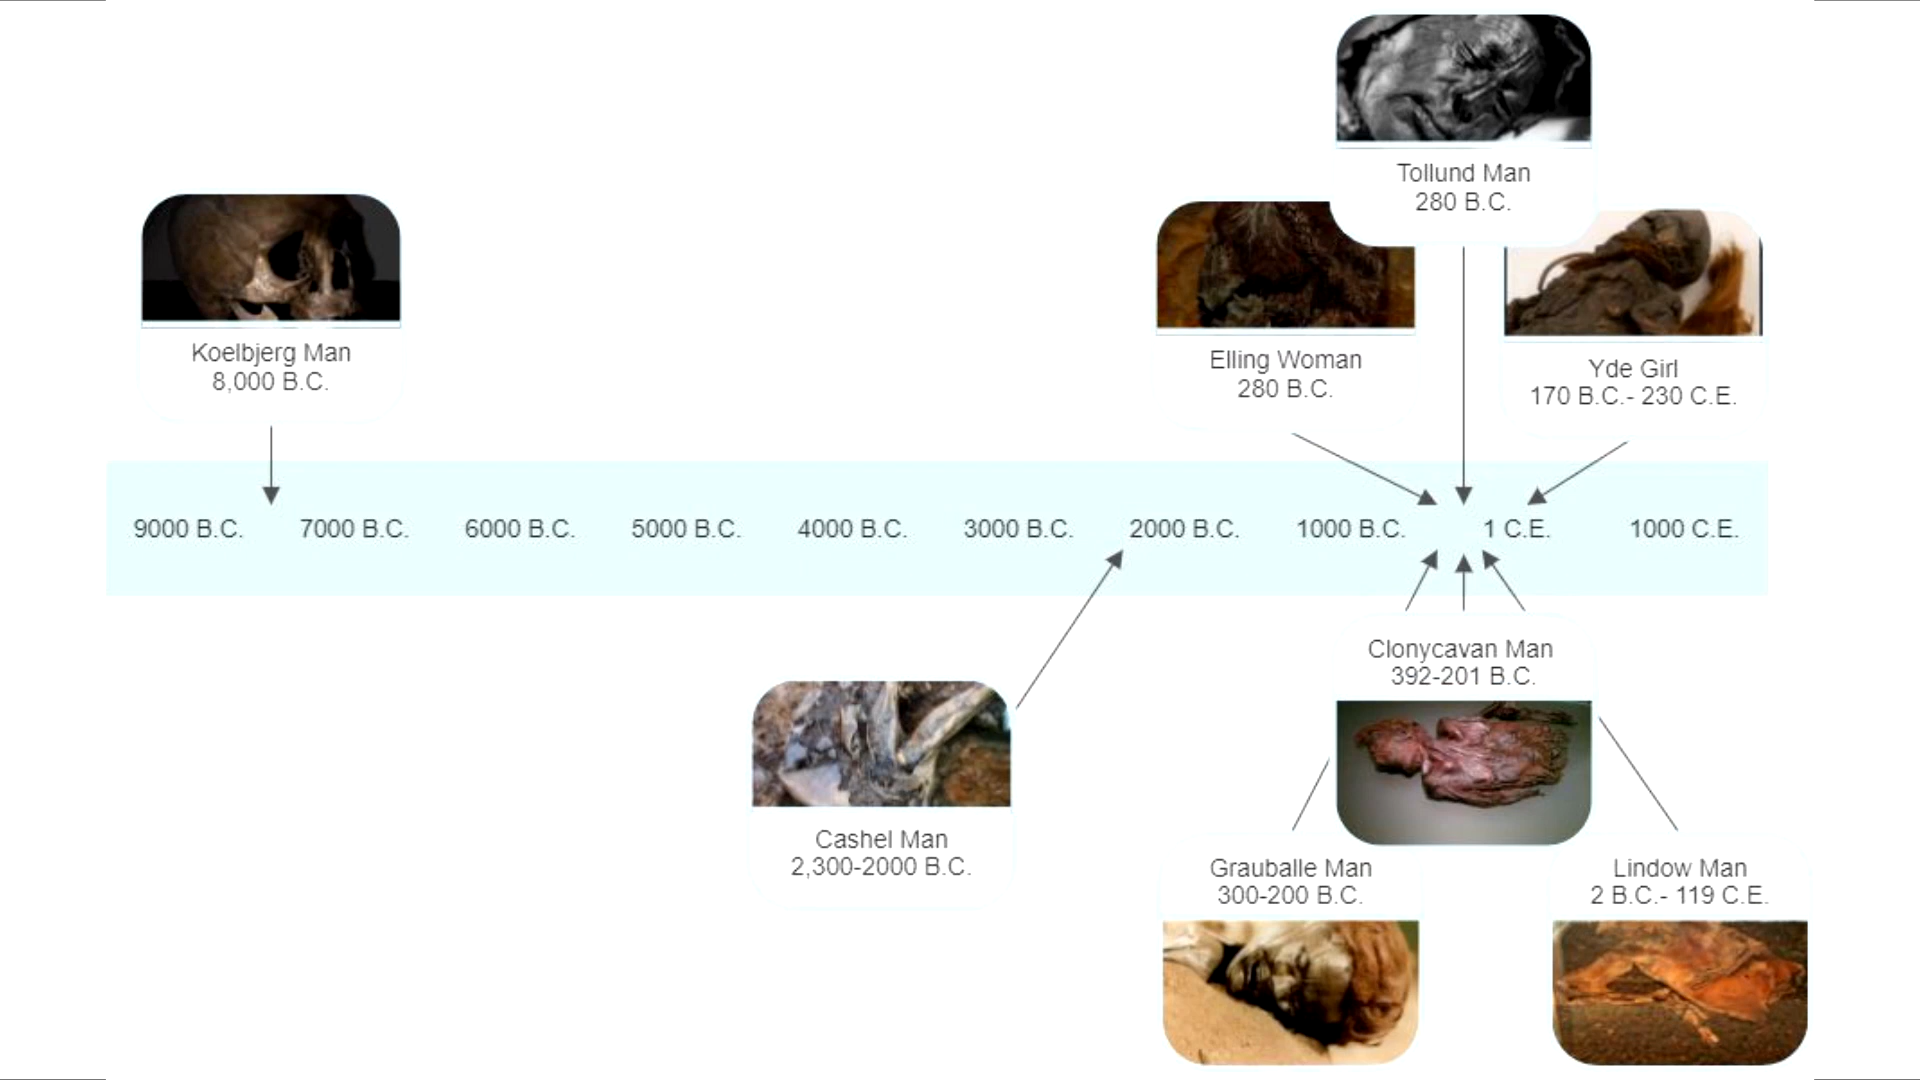 Tollund Man
280 B.C.
Koelbjerg Man
8,000 B.C.
Elling Woman
280 B.C.
Yde Girl
170 B.C.- 230 C.E.
9000 B.C.
7000 B.C.
6000 B.C.
5000 B.C.
4000 B.C.
3000 B.C.
2000 B.C.
1000 B.C.
1 C.E.
1000 C.E.
Clonycavan Man
392-201 B.C.
Cashel Man
2,300-2000 B.C.
Grauballe Man
300-200 B.C.
Lindow Man
2 B.C.- 119 C.E.